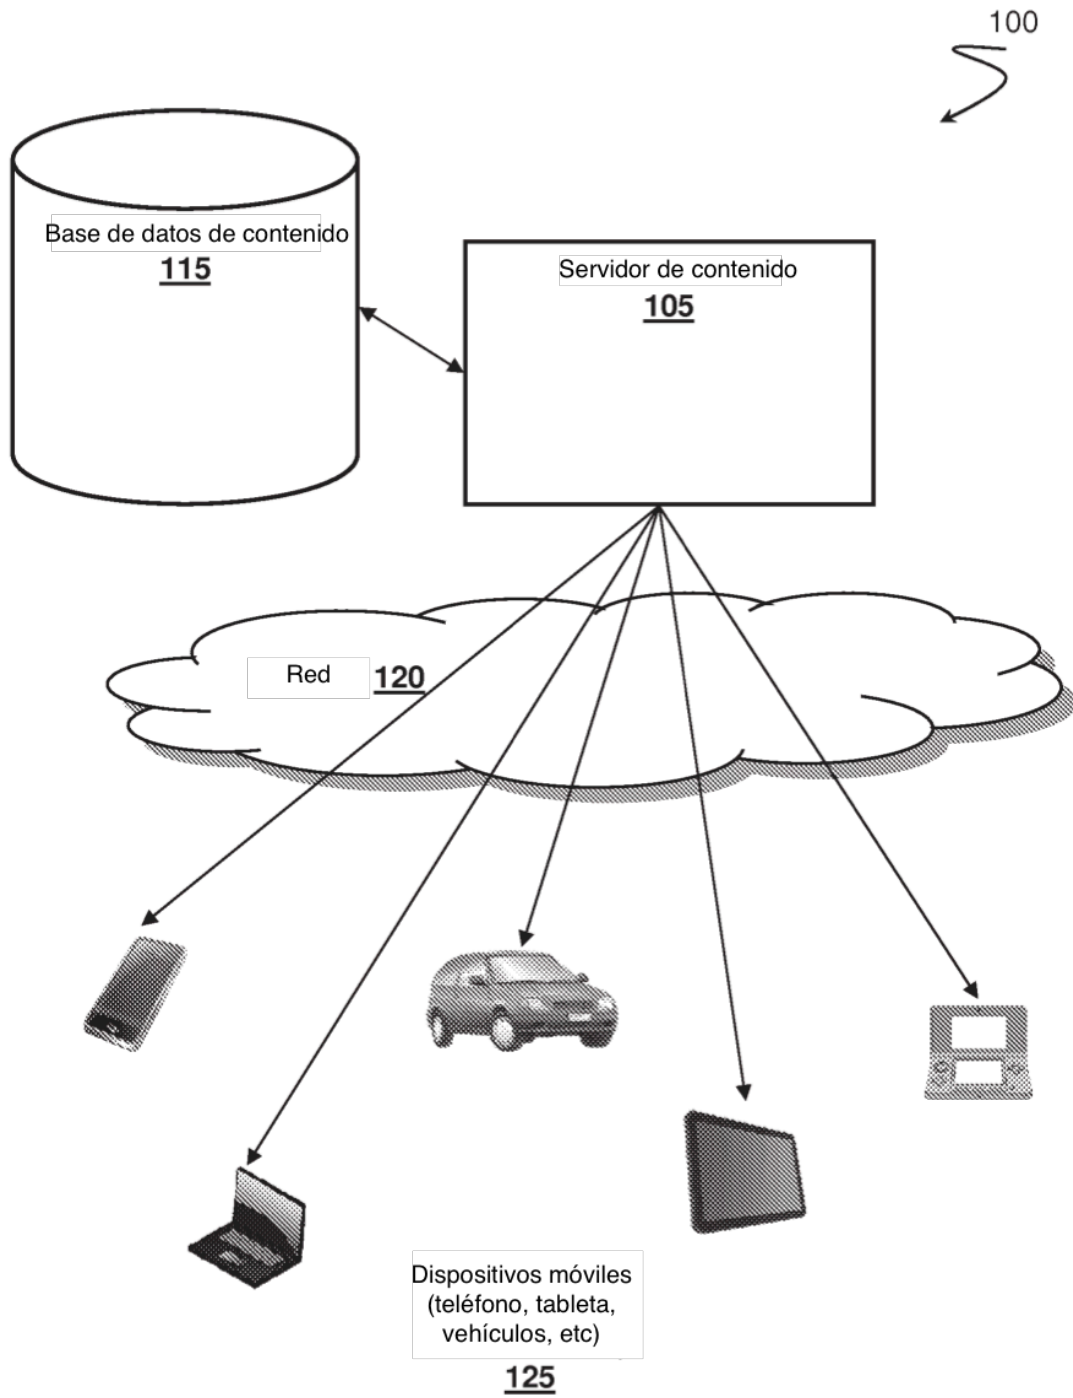 100
Base de datos de contenido
115
Servidor de contenido
105
Red 120
Dispositivos móviles
(teléfono, tableta,
vehículos, etc)
125